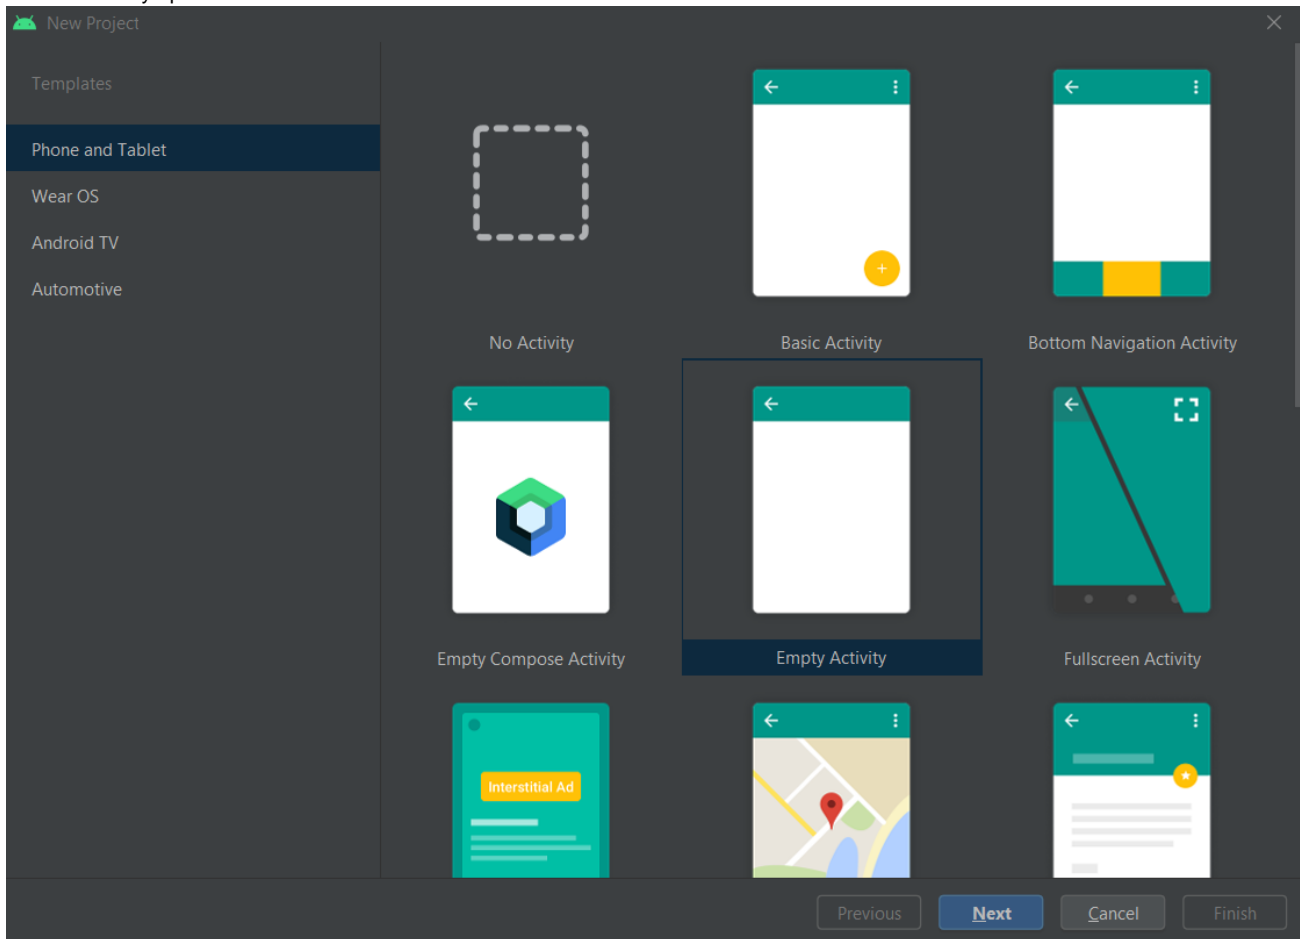 New Project
Templates
Phone and Tablet
Wear OS
Android TV
Automotive
No Activity
Basic Activity
Bottom Navigation Activity
Empty Compose Activity
Empty Activity
Fullscreen Activity
Interstitial Ad
Previous
Next
Cancel
Finish